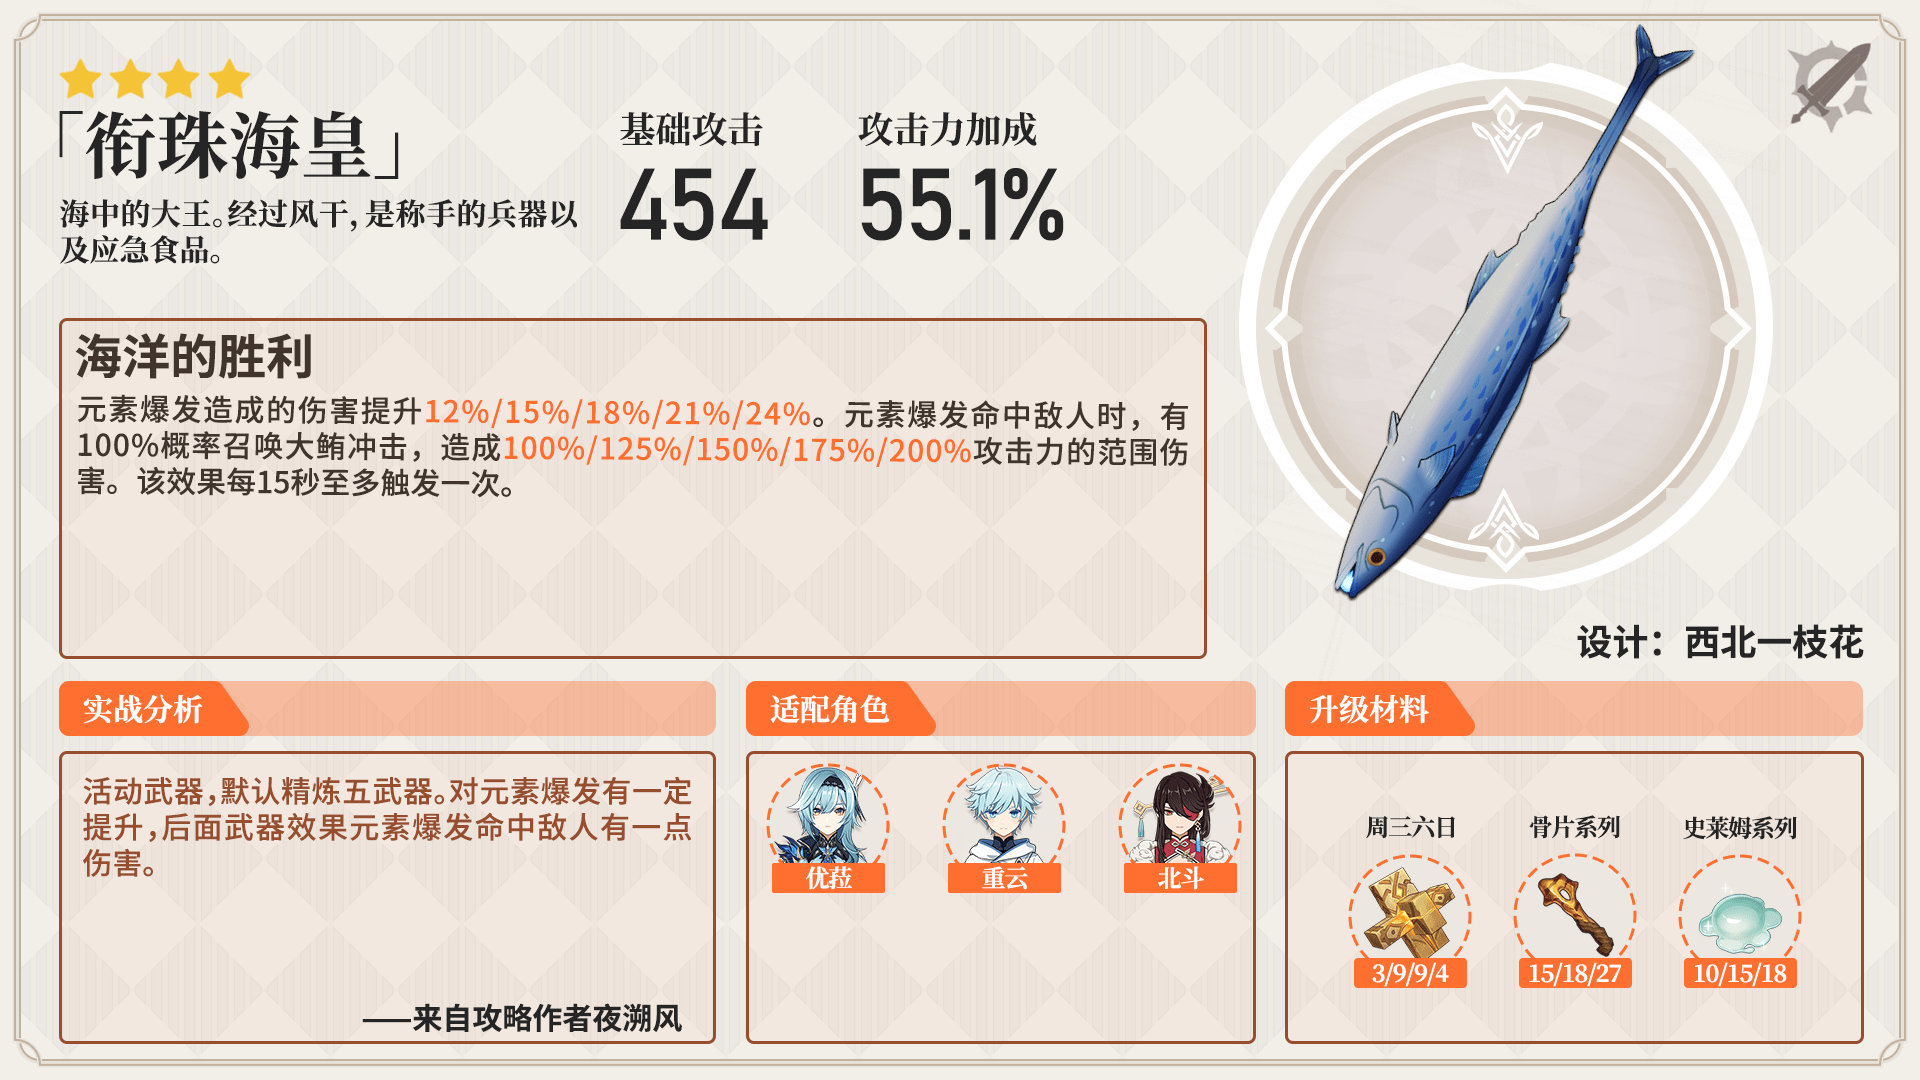 「衔珠海皇」
海中的大王。经过风干，是称手的兵器以
及应急食品。
基础攻击
454
攻击力加成
55.1%
海洋的胜利
元素爆发造成的伤害提升12%/15%/18%/21%/24%。元素爆发命中敌人时，有
100%概率召唤大鲔冲击，造成100%/125%/150%/175%/200%攻击力的范围伤
害。该效果每15秒至多触发一次。
设计：西北一枝花
实战分析
活动武器，默认精炼五武器。对元素爆发有一定
提升，后面武器效果元素爆发命中敌人有一点
伤害。
——来自攻略作者夜溯风
适配角色
优菈
重云
北斗
升级材料
周三六日
3/9/9/4
骨片系列
15/18/27
史莱姆系列
10/15/18